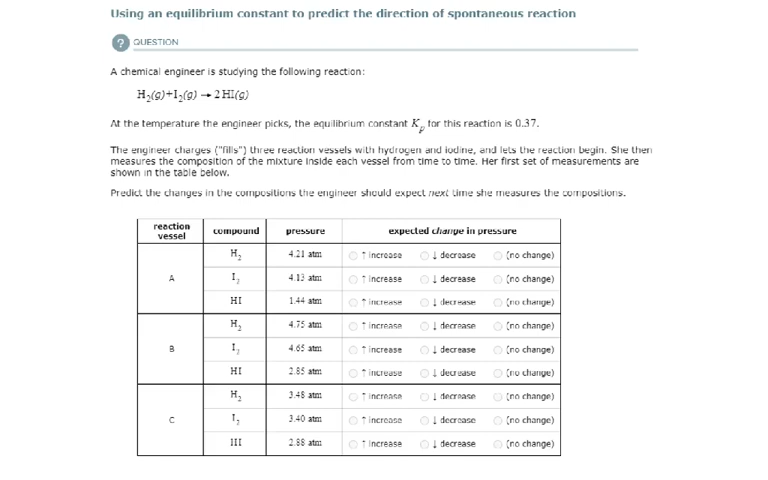 Using an equilibrium constant to predict the direction of spontaneous reaction
? QUESTION
A chemical engineer is studying the following reaction:
H₂(g)+I₂(g) → 2 HI(g)
At the temperature the engineer picks, the equilibrium constant Kₚ for this reaction is 0.37.
The engineer charges ("fills") three reaction vessels with hydrogen and iodine, and lets the reaction begin. She then
measures the composition of the mixture inside each vessel from time to time. Her first set of measurements are
shown in the table below.
Predict the changes in the compositions the engineer should expect next time she measures the compositions.
reaction vessel compound pressure expected change in pressure
A H₂ 4.21 atm ↑ increase ↓ decrease (no change)
I₂ 4.13 atm ↑ increase ↓ decrease (no change)
HI 1.44 atm ↑ increase ↓ decrease (no change)
B H₂ 4.75 atm ↑ increase ↓ decrease (no change)
I₂ 4.65 atm ↑ increase ↓ decrease (no change)
HI 2.85 atm ↑ increase ↓ decrease (no change)
C H₂ 3.48 atm ↑ increase ↓ decrease (no change)
I₂ 3.40 atm ↑ increase ↓ decrease (no change)
HI 2.88 atm ↑ increase ↓ decrease (no change)